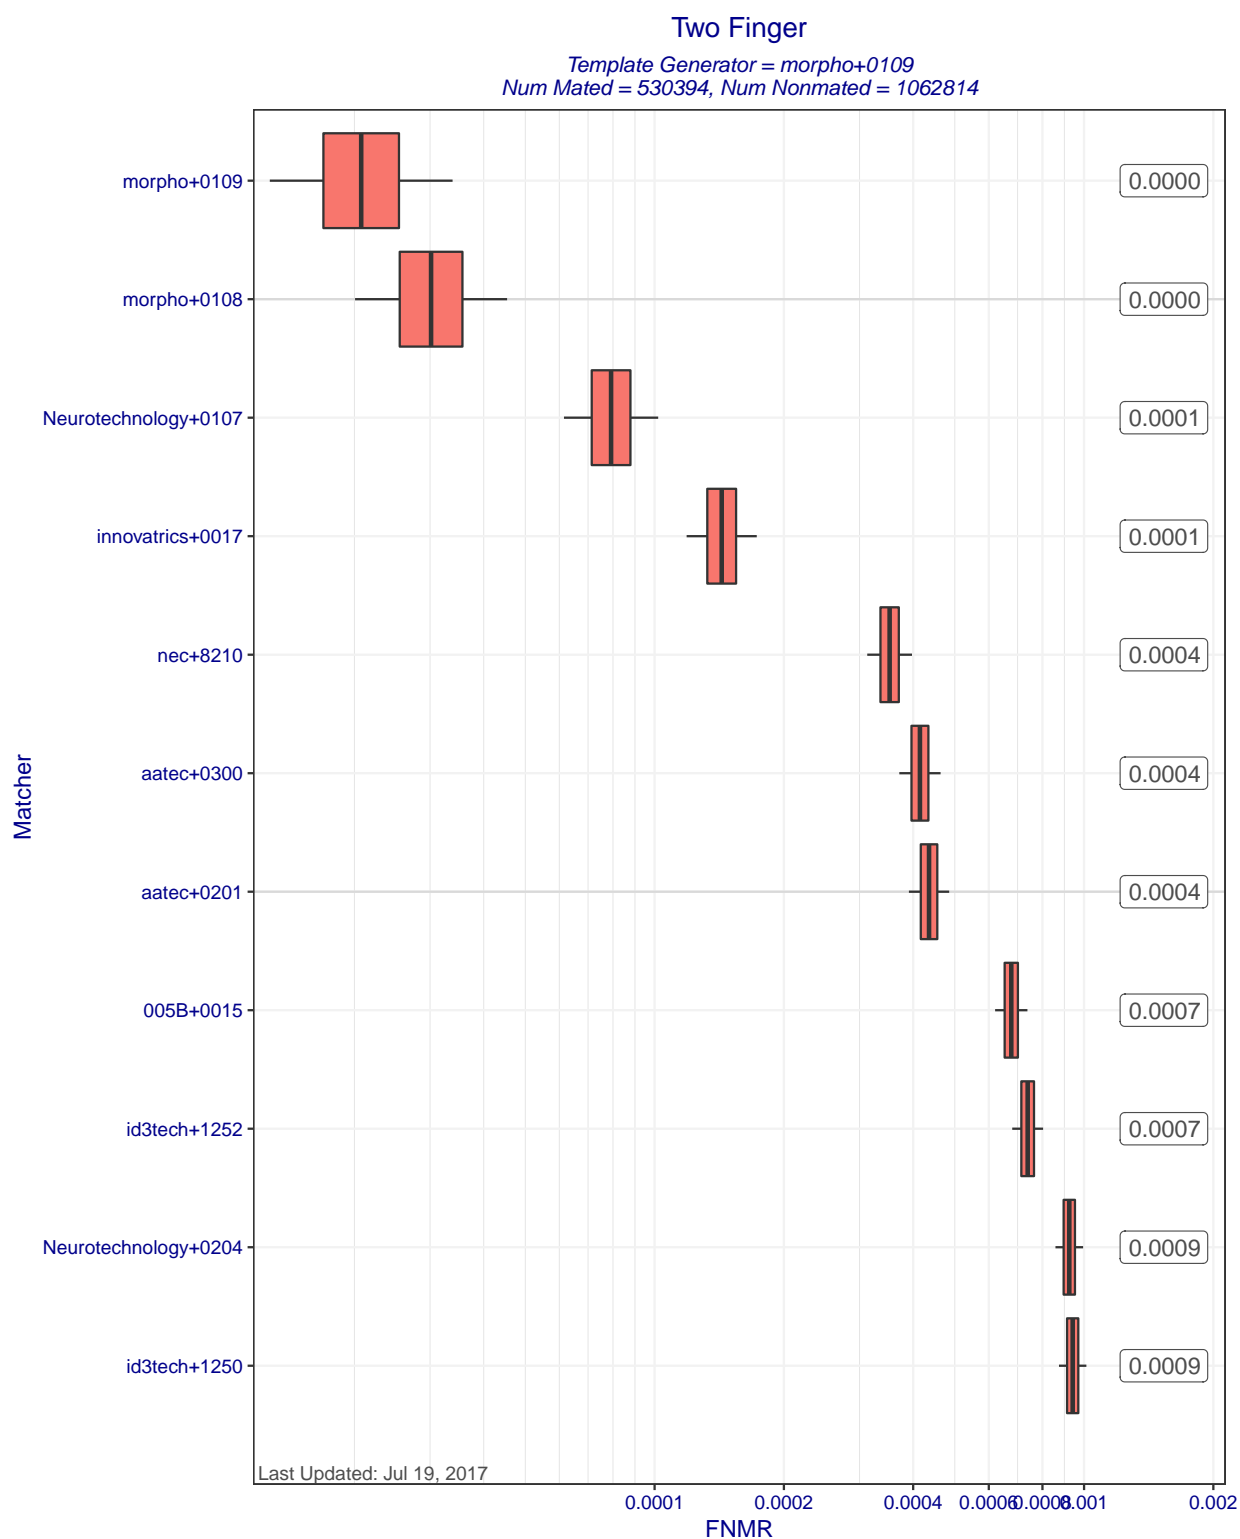 Two Finger
Template Generator = morpho+0109
Num Mated = 530394, Num Nonmated = 1062814
morpho+0109 0.0000
morpho+0108 0.0000
Neurotechnology+0107 0.0001
innovatrics+0017 0.0001
nec+8210 0.0004
aatec+0300 0.0004
Matcher
aatec+0201 0.0004
005B+0015 0.0007
id3tech+1252 0.0007
Neurotechnology+0204 0.0009
id3tech+1250 0.0009
Last Updated: Jul 19, 2017
0.0001 0.0002 0.0004 0.0006 0.0008 0.001 0.002
FNMR